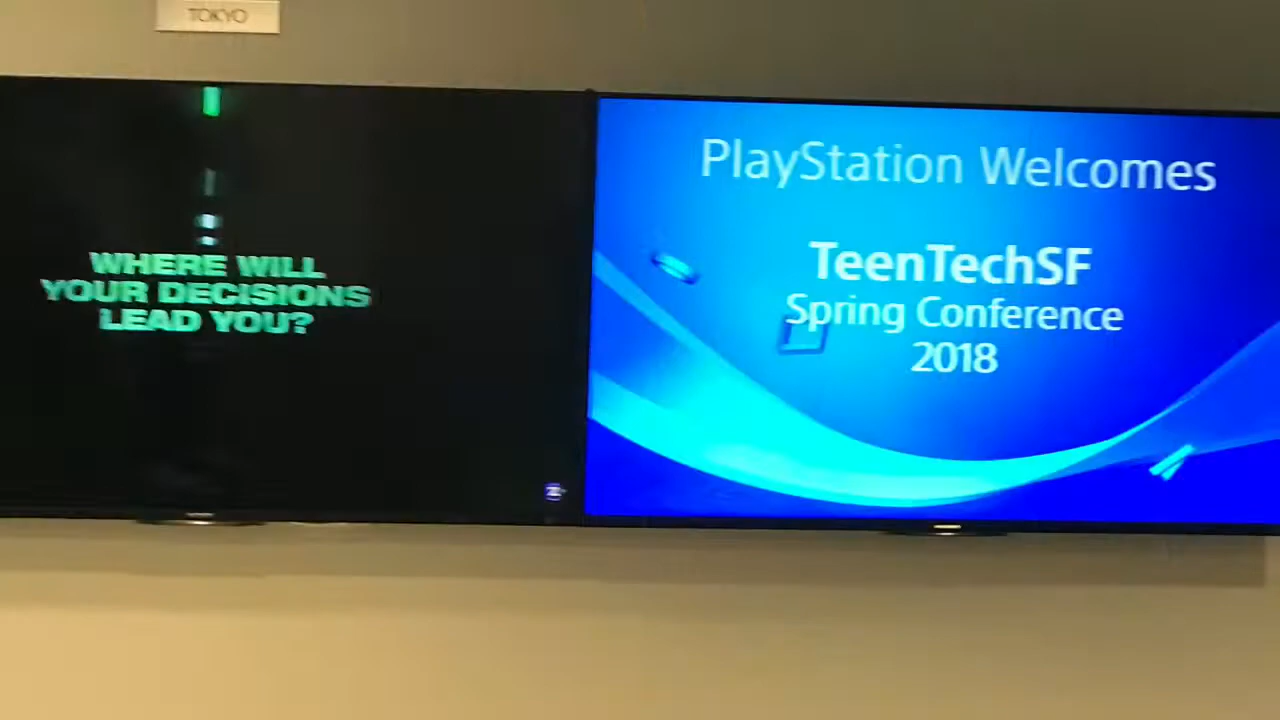 TOKYO
WHERE WILL
YOUR DECISIONS
LEAD YOU?
PlayStation Welcomes
TeenTechSF
Spring Conference
2018